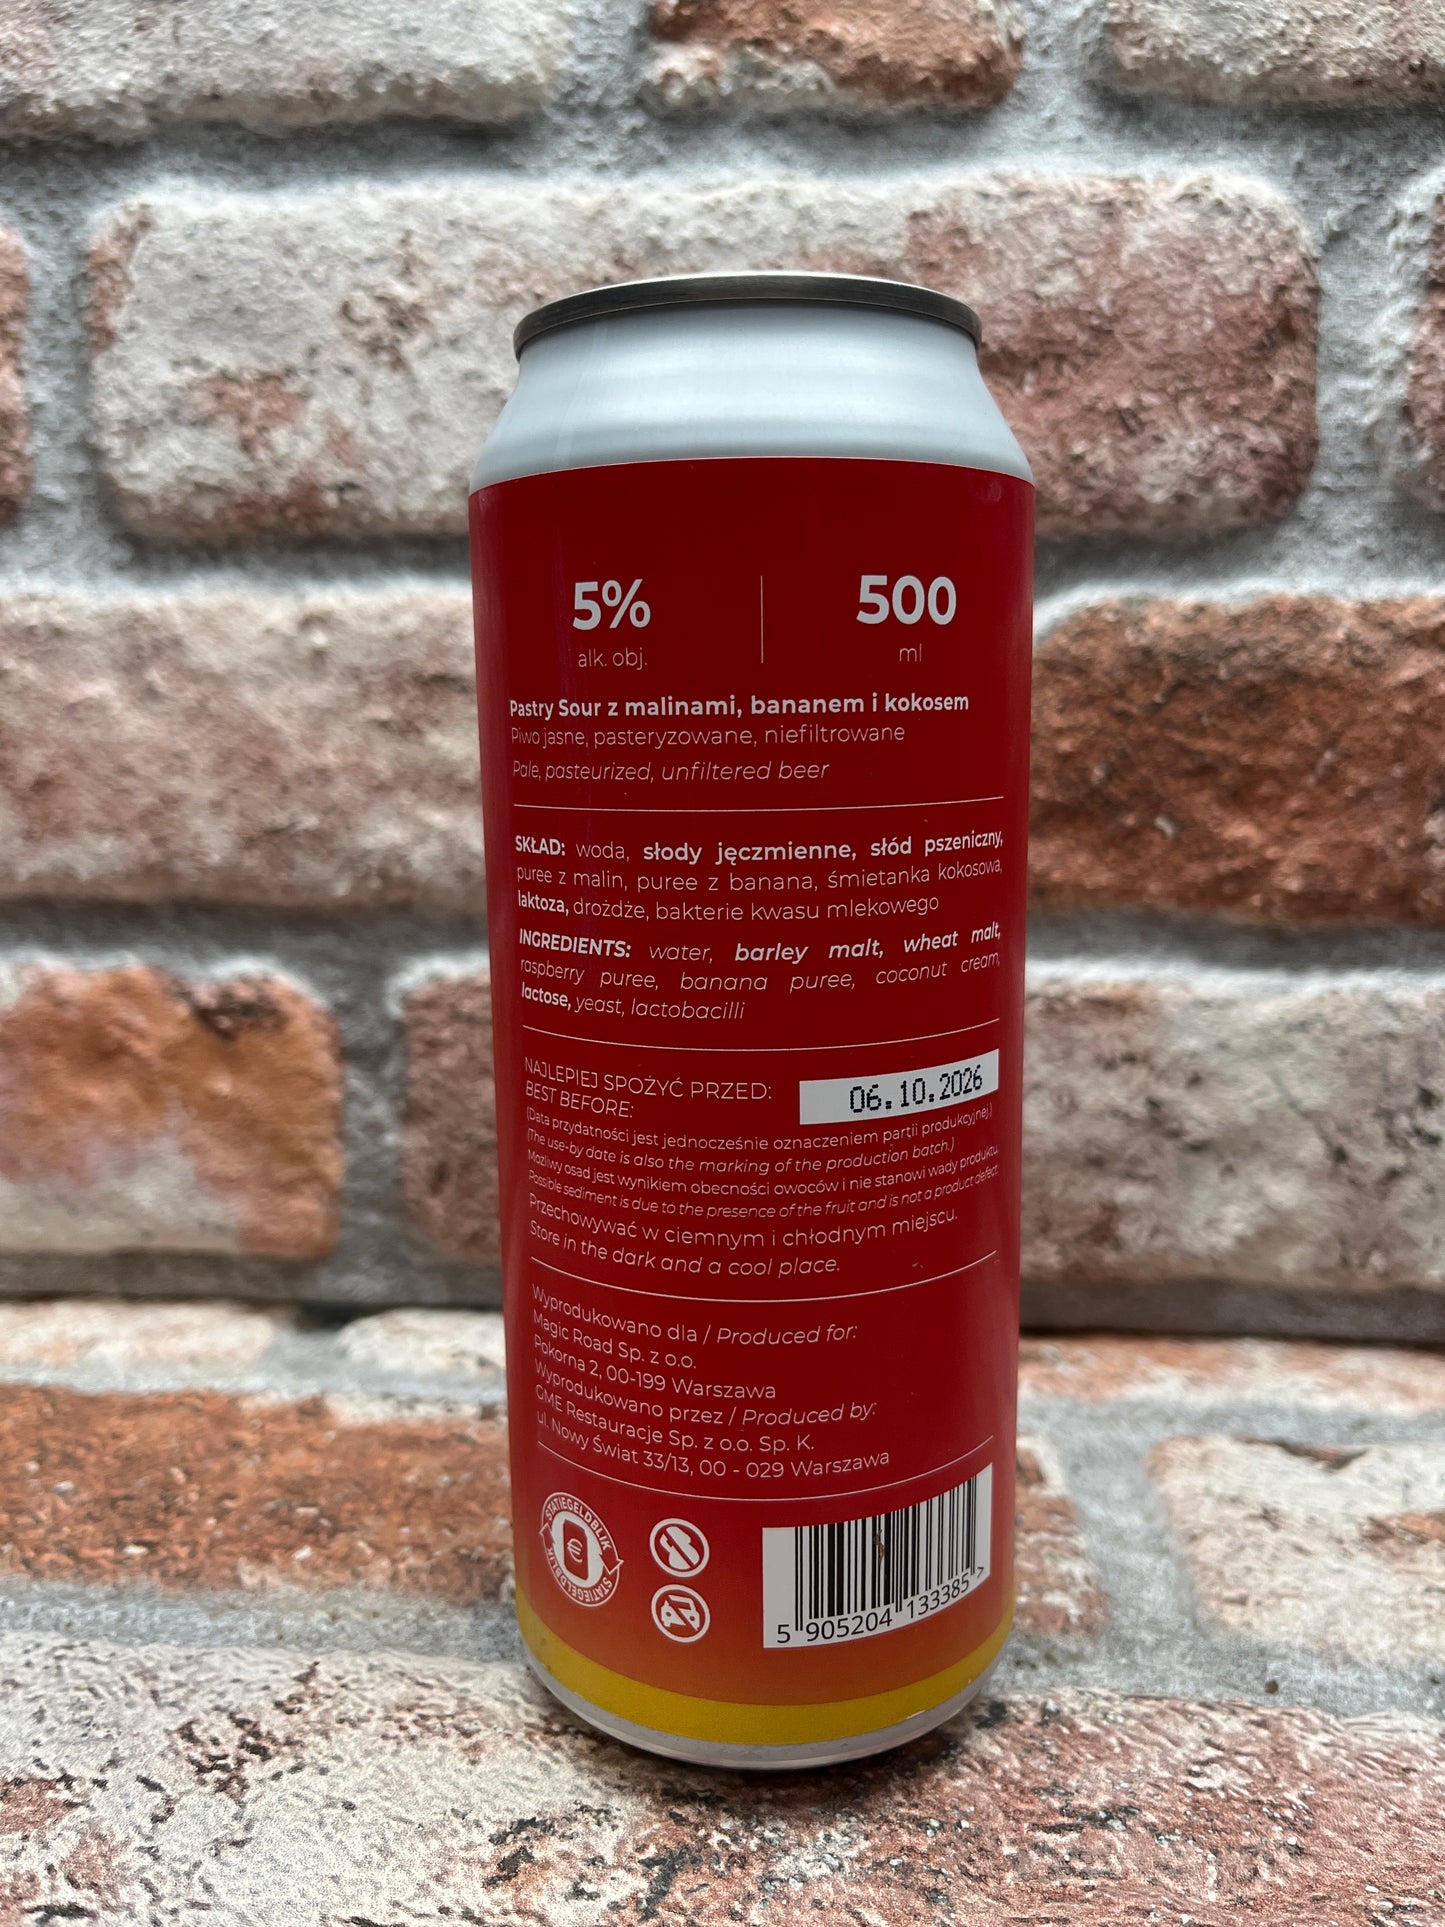 5%
alk. obj.
500
ml
Pastry Sour z malinami, bananem i kokosem
Piwo jasne, pasteryzowane, niefiltrowane
Pale, pasteurized, unfiltered beer
SKŁAD: woda, słody jęczmienne, słód pszeniczny,
puree z malin, puree z banana, śmietanka kokosowa,
laktoza, drożdże, bakterie kwasu mlekowego
INGREDIENTS: water, barley malt, wheat malt,
raspberry puree, banana puree, coconut cream,
lactose, yeast, lactobacilli
NAJLEPIEJ SPOŻYĆ PRZED:
BEST BEFORE:
06.10.2026
(Data przydatności jest jednocześnie oznaczeniem partii produkcyjnej.)
(The use-by date is also the marking of the production batch.)
Możliwy osad jest wynikiem obecności owoców i nie stanowi wady produktu.
Possible sediment is due to the presence of the fruit and is not a product defect.
Przechowywać w ciemnym i chłodnym miejscu.
Store in the dark and a cool place.
Wyprodukowano dla / Produced for:
Magic Road Sp. z o.o.
Pokorna 2, 00-199 Warszawa
Wyprodukowano przez / Produced by:
GME Restauracje Sp. z o.o. Sp. K.
ul. Nowy Świat 33/13, 00 - 029 Warszawa
STATIEGELDBLIK
€
STATIEGELDBLIK
5 905204 133385 >